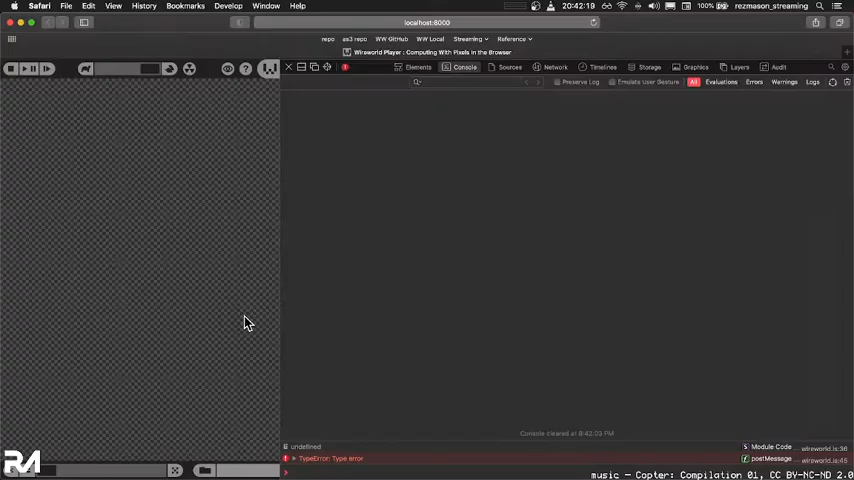 Safari File Edit View History Bookmarks Develop Window Help 100% 20:42:19 rezmason_streaming
localhost:8000
repo as3 repo WW GitHub WW Local Streaming Reference
Wireworld Player : Computing With Pixels in the Browser
Elements Console Sources Network Timelines Storage Graphics Layers Audit
Preserve Log Emulate User Gesture All Evaluations Errors Warnings Logs
Console cleared at 8:42:03 PM
undefined Module Code wireworld.js:36
TypeError: Type error postMessage wireworld.js:45
music - Copter: Compilation 01, CC BY-NC-ND 2.0